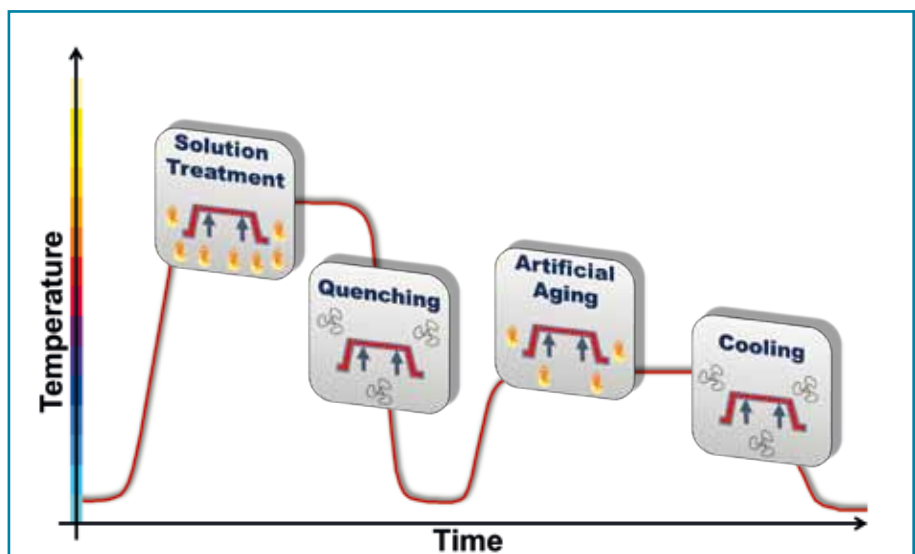 Solution
Treatment
Quenching
Artificial
Aging
Cooling
Temperature
Time